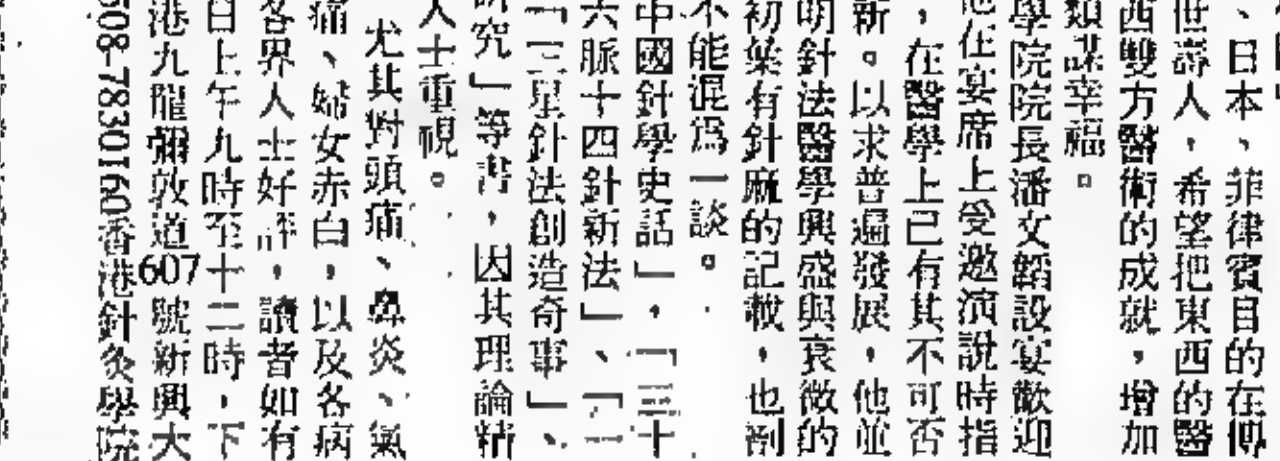 、日本、菲律賓目的在傳
世壽人,希望把東西的醫
西雙方醫術的成就,增加
類謀幸福。
學院院長潘文韜設宴歡迎
他在宴席上受邀演說時指
,在醫學上已有其不可否
新。以求普遍發展,他並
明針法醫學興盛與衰微的
初葉有針麻的記載,也剖
不能混爲一談。
中國針學史話」,「三十
六脈十四針新法」、「一
「三星針法創造奇事」、
研究」等書,因其理論精
人士重視。
尤其對頭痛、鼻炎、氣
痛、婦女赤白,以及各病
各界人士好評,讀者如有
日上午九時至十二時,下
港九龍彌敦道607號新興大
508-7830160香港針灸學院